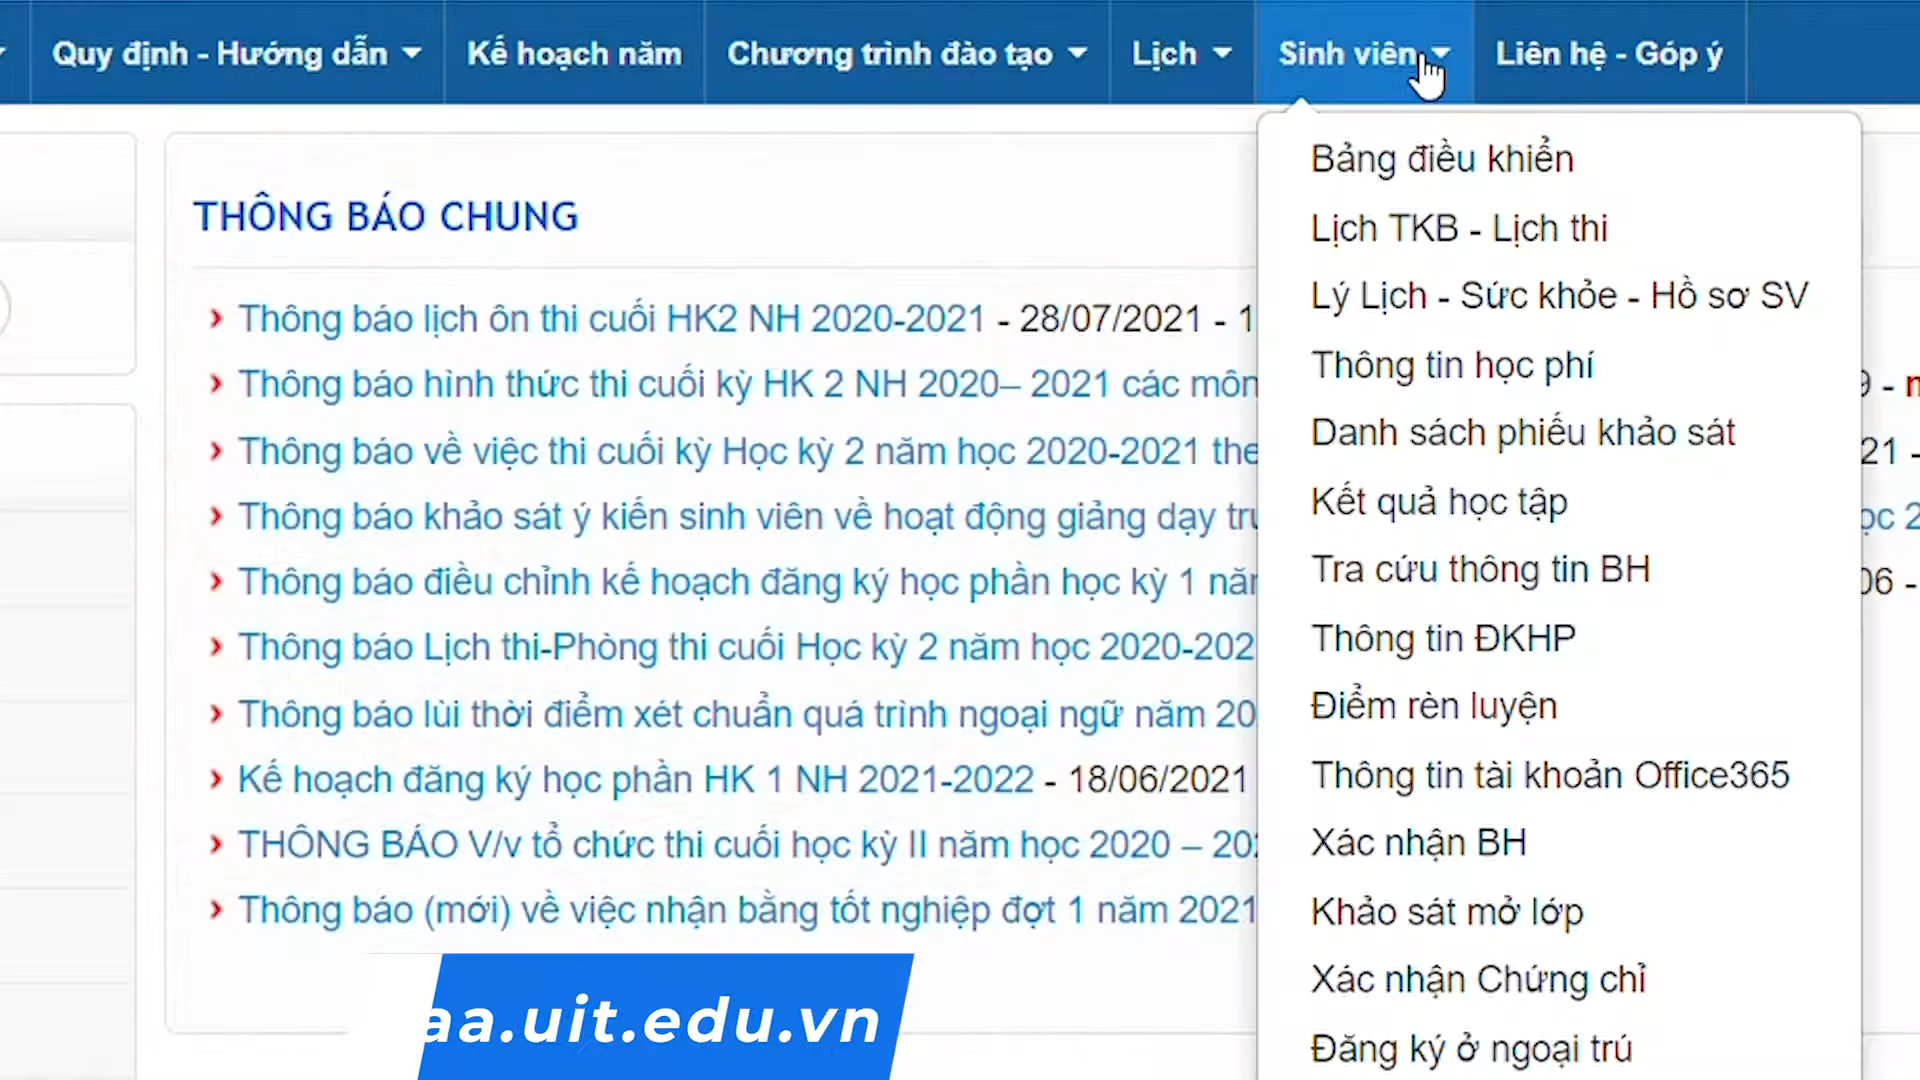 Quy định - Hướng dẫn Kế hoạch năm Chương trình đào tạo Lịch Sinh viên Liên hệ - Góp ý
THÔNG BÁO CHUNG
Thông báo lịch ôn thi cuối HK2 NH 2020-2021 - 28/07/2021 - 1
Thông báo hình thức thi cuối kỳ HK 2 NH 2020– 2021 các môn
Thông báo về việc thi cuối kỳ Học kỳ 2 năm học 2020-2021
Thông báo khảo sát ý kiến sinh viên về hoạt động giảng dạy
Thông báo điều chỉnh kế hoạch đăng ký học phần học kỳ 1
Thông báo Lịch thi-Phòng thi cuối Học kỳ 2 năm học 2020-202
Thông báo lùi thời điểm xét chuẩn quá trình ngoại ngữ năm 20
Kế hoạch đăng ký học phần HK 1 NH 2021-2022 - 18/06/2021
THÔNG BÁO V/v tổ chức thi cuối học kỳ II năm học 2020 –
Thông báo (mới) về việc nhận bằng tốt nghiệp đợt 1 năm 2021
Bảng điều khiển
Lịch TKB - Lịch thi
Lý Lịch - Sức khỏe - Hồ sơ SV
Thông tin học phí
Danh sách phiếu khảo sát
Kết quả học tập
Tra cứu thông tin BH
Thông tin ĐKHP
Điểm rèn luyện
Thông tin tài khoản Office365
Xác nhận BH
Khảo sát mở lớp
Xác nhận Chứng chỉ
Đăng ký ở ngoại trú
aa.uit.edu.vn